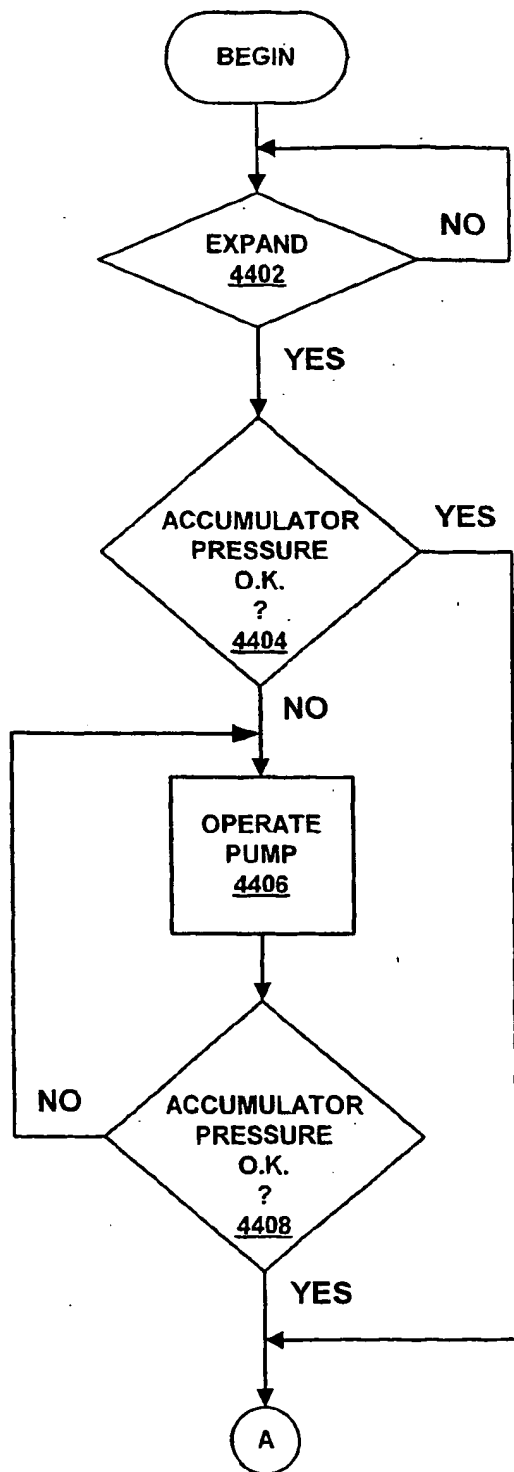 BEGIN
NO
EXPAND
4402
YES
ACCUMULATOR
PRESSURE
O.K.
?
4404
YES
NO
OPERATE
PUMP
4406
NO
ACCUMULATOR
PRESSURE
O.K.
?
4408
YES
A